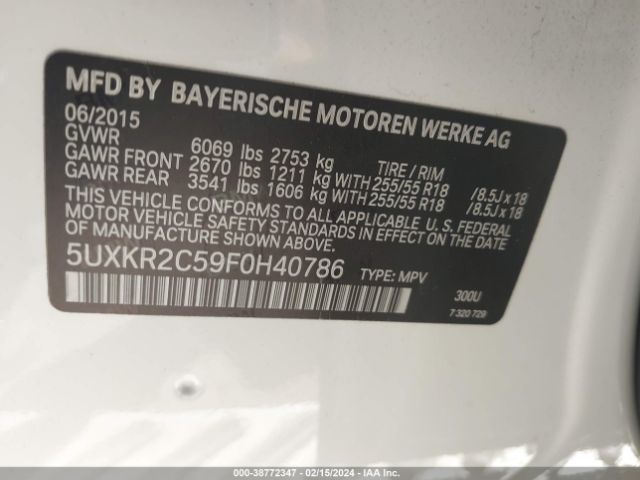 MFD BY BAYERISCHE MOTOREN WERKE AG
06/2015
GVWR 6069 lbs 2753 kg TIRE / RIM
GAWR FRONT 2670 lbs 1211 kg WITH 255/55 R18 /8.5J x 18
GAWR REAR 3541 lbs 1606 kg WITH 255/55 R18 /8.5J x 18
THIS VEHICLE CONFORMS TO ALL APPLICABLE U. S. FEDERAL
MOTOR VEHICLE SAFETY STANDARDS IN EFFECT ON THE
DATE OF MANUFACTURE SHOWN ABOVE.
5UXKR2C59F0H40786 TYPE: MPV
300U
7 320 729
000-38772347 - 02/15/2024 - IAAI.COM